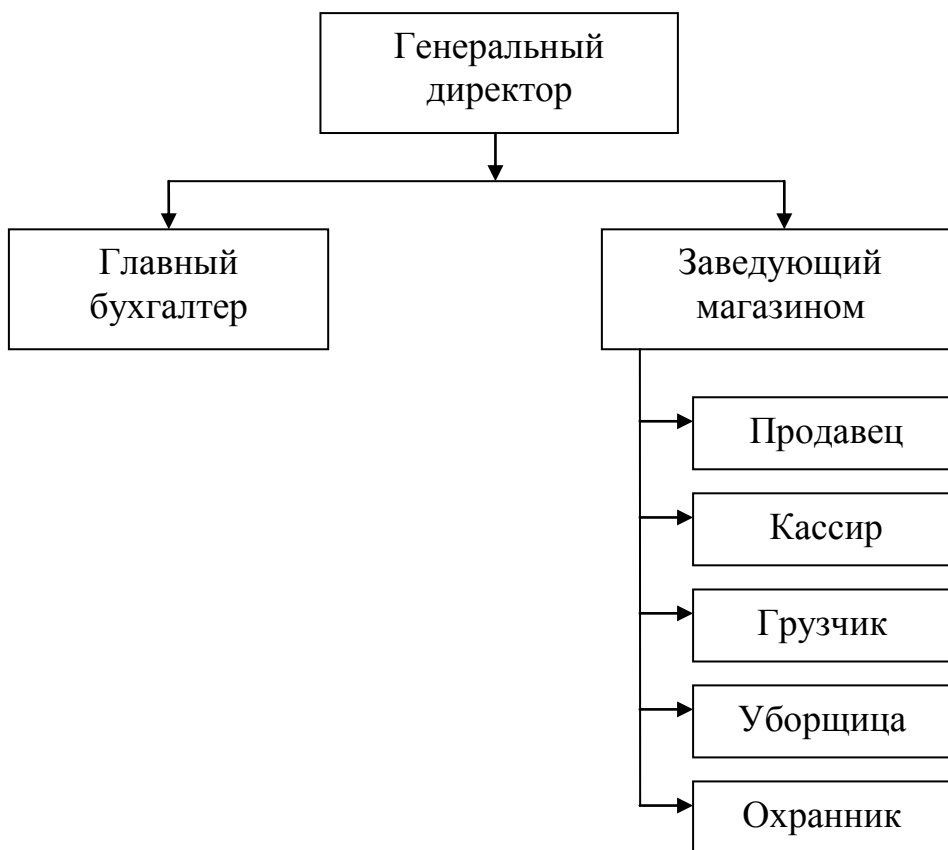 Генеральный
директор
Главный
бухгалтер
Заведующий
магазином
Продавец
Кассир
Грузчик
Уборщица
Охранник